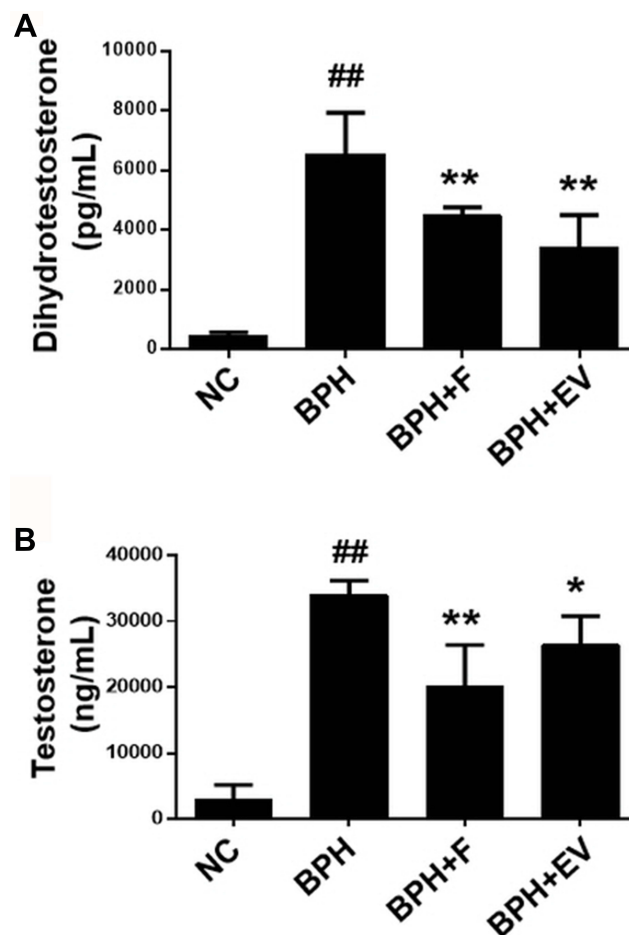 A
Dihydrotestosterone
(pg/mL)
10000
8000
6000
4000
2000
0
##
**
**
NC
BPH
BPH+F
BPH+EV
B
Testosterone
(ng/mL)
40000
30000
20000
10000
0
##
**
*
NC
BPH
BPH+F
BPH+EV